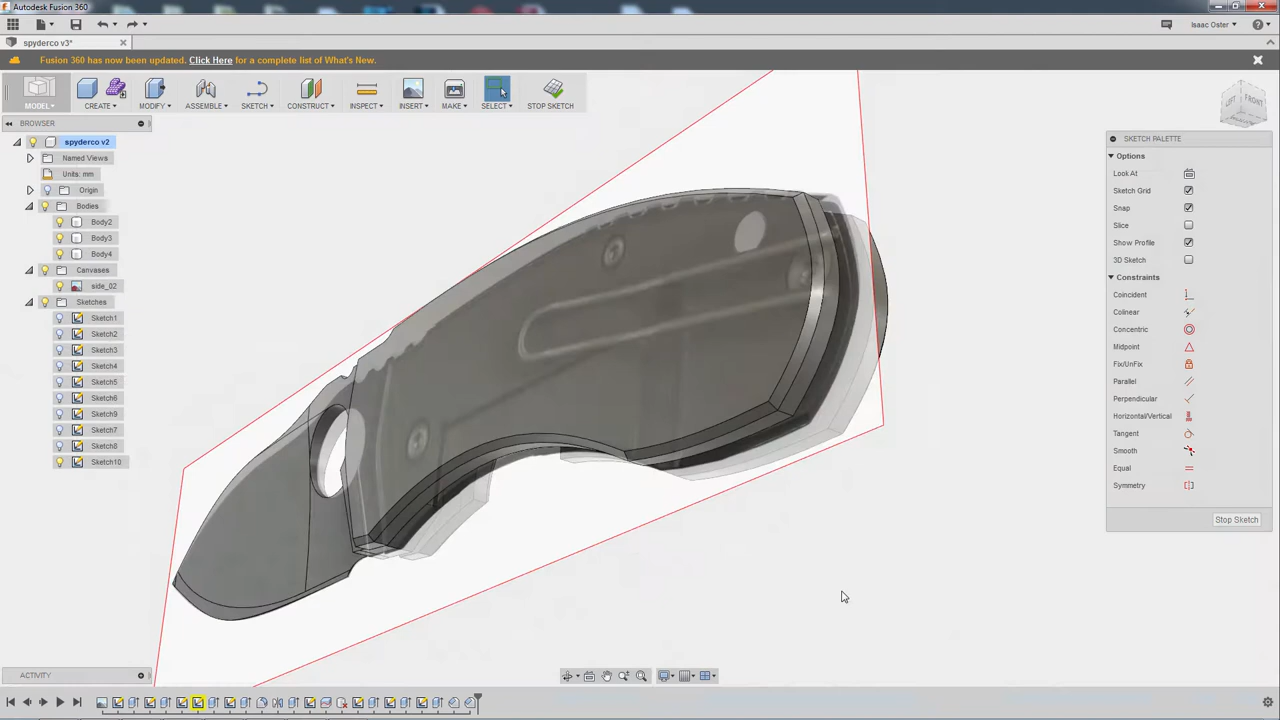 Autodesk Fusion 360
Isaac Oster
spyderco v3*
Fusion 360 has now been updated. Click Here for a complete list of What's New.
MODEL
CREATE
MODIFY
ASSEMBLE
SKETCH
CONSTRUCT
INSPECT
INSERT
MAKE
SELECT
STOP SKETCH
LEFT
FRONT
BROWSER
spyderco v2
Named Views
Units: mm
Origin
Bodies
Body2
Body3
Body4
Canvases
side_02
Sketches
Sketch1
Sketch2
Sketch3
Sketch4
Sketch5
Sketch6
Sketch9
Sketch7
Sketch8
Sketch10
SKETCH PALETTE
Options
Look At
Sketch Grid
Snap
Slice
Show Profile
3D Sketch
Constraints
Coincident
Colinear
Concentric
Midpoint
Fix/UnFix
Parallel
Perpendicular
Horizontal/Vertical
Tangent
Smooth
Equal
Symmetry
Stop Sketch
ACTIVITY